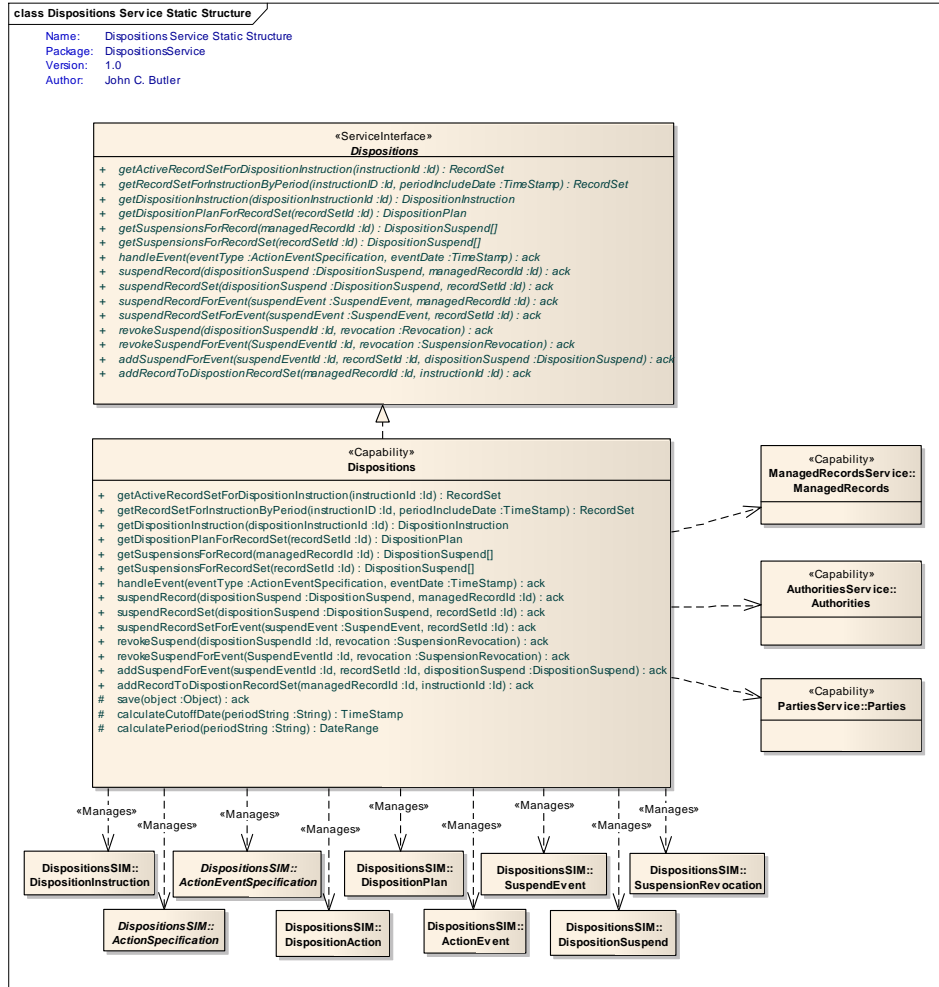 class Dispositions Service Static Structure
Name: Dispositions Service Static Structure
Package: DispositionsService
Version: 1.0
Author: John C. Butler
«ServiceInterface»
Dispositions
+ getActiveRecordSetForDispositionInstruction(instructionId :Id) : RecordSet
+ getRecordSetForInstructionByPeriod(instructionID :Id, periodIncludeDate :TimeStamp) : RecordSet
+ getDispositionInstruction(dispositionInstructionId :Id) : DispositionInstruction
+ getDispositionPlanForRecordSet(recordSetId :Id) : DispositionPlan
+ getSuspensionsForRecord(managedRecordId :Id) : DispositionSuspend[]
+ getSuspensionsForRecordSet(recordSetId :Id) : DispositionSuspend[]
+ handleEvent(eventType :ActionEventSpecification, eventDate :TimeStamp) : ack
+ suspendRecord(dispositionSuspend :DispositionSuspend, managedRecordId :Id) : ack
+ suspendRecordSet(dispositionSuspend :DispositionSuspend, recordSetId :Id) : ack
+ suspendRecordForEvent(suspendEvent :SuspendEvent, managedRecordId :Id) : ack
+ suspendRecordSetForEvent(suspendEvent :SuspendEvent, recordSetId :Id) : ack
+ revokeSuspend(dispositionSuspendId :Id, revocation :Revocation) : ack
+ revokeSuspendForEvent(SuspendEventId :Id, revocation :SuspensionRevocation) : ack
+ addSuspendForEvent(suspendEventId :Id, recordSetId :Id, dispositionSuspend :DispositionSuspend) : ack
+ addRecordToDispostionRecordSet(managedRecordId :Id, instructionId :Id) : ack
«Capability»
Dispositions
+ getActiveRecordSetForDispositionInstruction(instructionId :Id) : RecordSet
+ getRecordSetForInstructionByPeriod(instructionID :Id, periodIncludeDate :TimeStamp) : RecordSet
+ getDispositionInstruction(dispositionInstructionId :Id) : DispositionInstruction
+ getDispositionPlanForRecordSet(recordSetId :Id) : DispositionPlan
+ getSuspensionsForRecord(managedRecordId :Id) : DispositionSuspend[]
+ getSuspensionsForRecordSet(recordSetId :Id) : DispositionSuspend[]
+ handleEvent(eventType :ActionEventSpecification, eventDate :TimeStamp) : ack
+ suspendRecord(dispositionSuspend :DispositionSuspend, managedRecordId :Id) : ack
+ suspendRecordSet(dispositionSuspend :DispositionSuspend, recordSetId :Id) : ack
+ suspendRecordSetForEvent(suspendEvent :SuspendEvent, recordSetId :Id) : ack
+ revokeSuspend(dispositionSuspendId :Id, revocation :SuspensionRevocation) : ack
+ revokeSuspendForEvent(SuspendEventId :Id, revocation :SuspensionRevocation) : ack
+ addSuspendForEvent(suspendEventId :Id, recordSetId :Id, dispositionSuspend :DispositionSuspend) : ack
+ addRecordToDispostionRecordSet(managedRecordId :Id, instructionId :Id) : ack
# save(object :Object) : ack
# calculateCutoffDate(periodString :String) : TimeStamp
# calculatePeriod(periodString :String) : DateRange
«Capability»
ManagedRecordsService::
ManagedRecords
«Capability»
AuthoritiesService::
Authorities
«Capability»
PartiesService::Parties
«Manages»
«Manages»
«Manages»
«Manages»
«Manages»
«Manages»
«Manages»
«Manages»
«Manages»
DispositionsSIM::
DispositionInstruction
DispositionsSIM::
ActionEventSpecification
DispositionsSIM::
DispositionPlan
DispositionsSIM::
SuspendEvent
DispositionsSIM::
SuspensionRevocation
DispositionsSIM::
ActionSpecification
DispositionsSIM::
DispositionAction
DispositionsSIM::
ActionEvent
DispositionsSIM::
DispositionSuspend